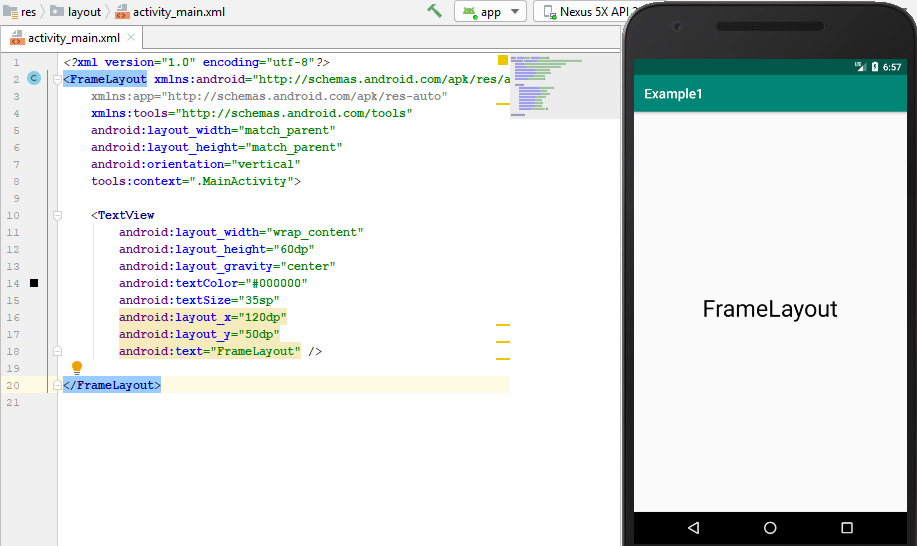 res layout activity_main.xml app Nexus 5X API
activity_main.xml
1 <?xml version="1.0" encoding="utf-8"?>
2 <FrameLayout xmlns:android="http://schemas.android.com/apk/res/a
3 xmlns:app="http://schemas.android.com/apk/res-auto"
4 xmlns:tools="http://schemas.android.com/tools"
5 android:layout_width="match_parent"
6 android:layout_height="match_parent"
7 android:orientation="vertical"
8 tools:context=".MainActivity">
9
10 <TextView
11 android:layout_width="wrap_content"
12 android:layout_height="60dp"
13 android:layout_gravity="center"
14 android:textColor="#000000"
15 android:textSize="35sp"
16 android:layout_x="120dp"
17 android:layout_y="50dp"
18 android:text="FrameLayout" />
19
20 </FrameLayout>
21
6:57
Example1
FrameLayout